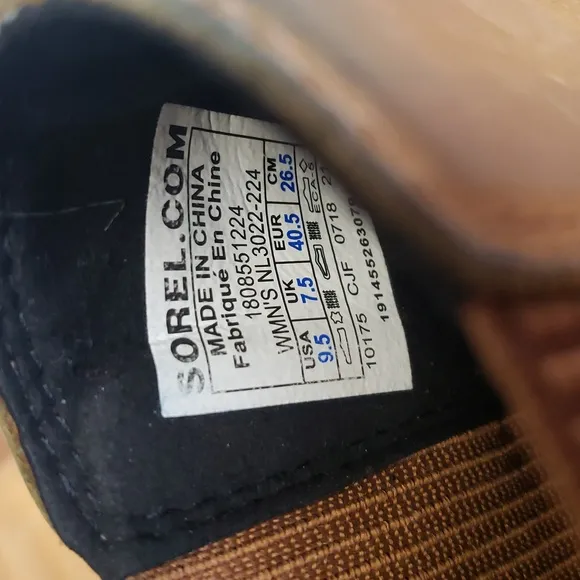 SOREL.COM
MADE IN CHINA
Fabriqué En Chine
1808551224
WMN'S NL3022-224
USA UK EUR CM
9.5 7.5 40.5 26.5
10175 CJF 0718